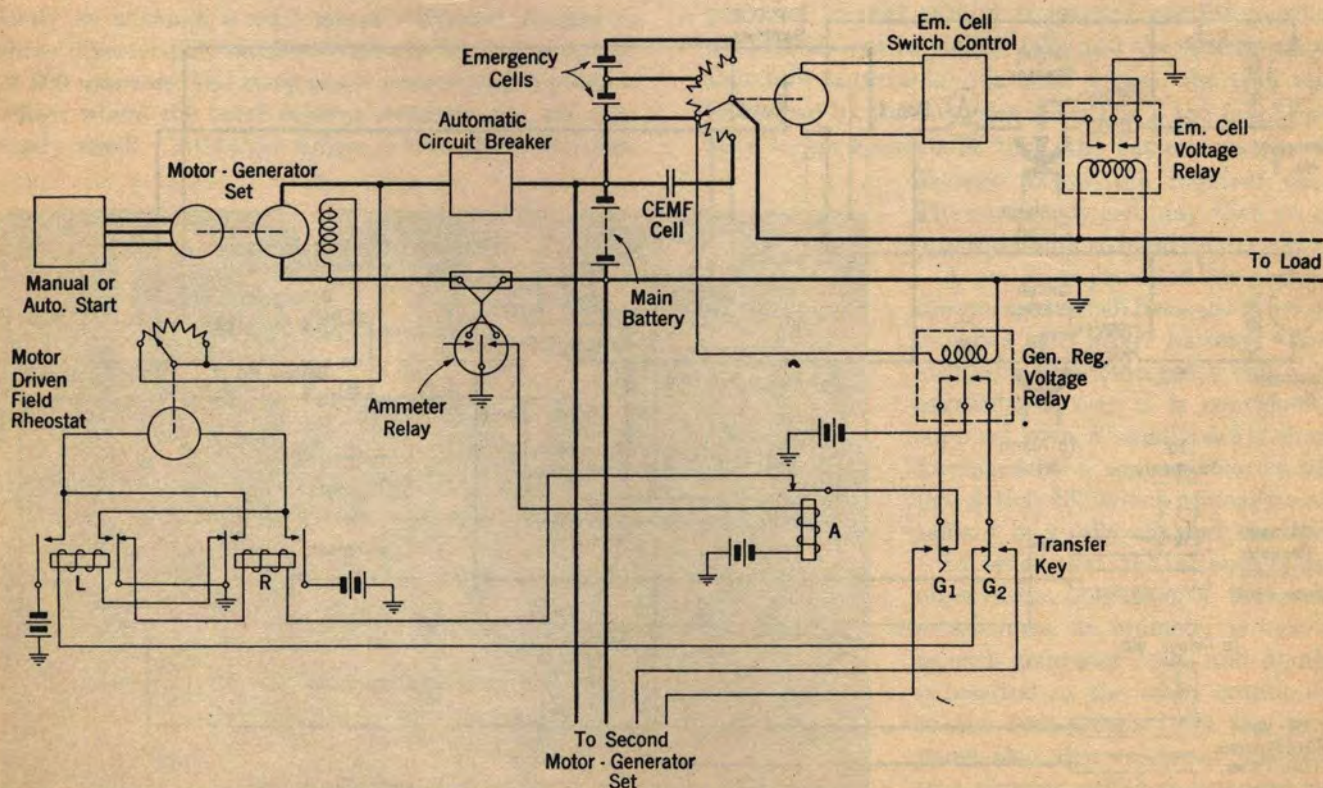 Em. Cell
Switch Control
Emergency
Cells
Automatic
Circuit Breaker
Motor - Generator
Set
Em. Cell
Voltage
Relay
CEMF
Cell
To Load
Manual or
Auto. Start
Main
Battery
Motor
Driven
Field
Rheostat
Ammeter
Relay
Gen. Reg.
Voltage
Relay
A
Transfer
Key
L
R
G1
G2
To Second
Motor - Generator
Set